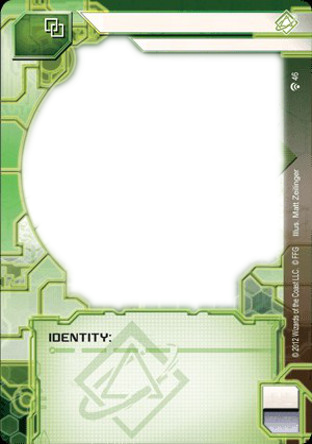 46
Illus. Matt Zeilinger
© 2012 Wizards of the Coast LLC. © FFG
IDENTITY: